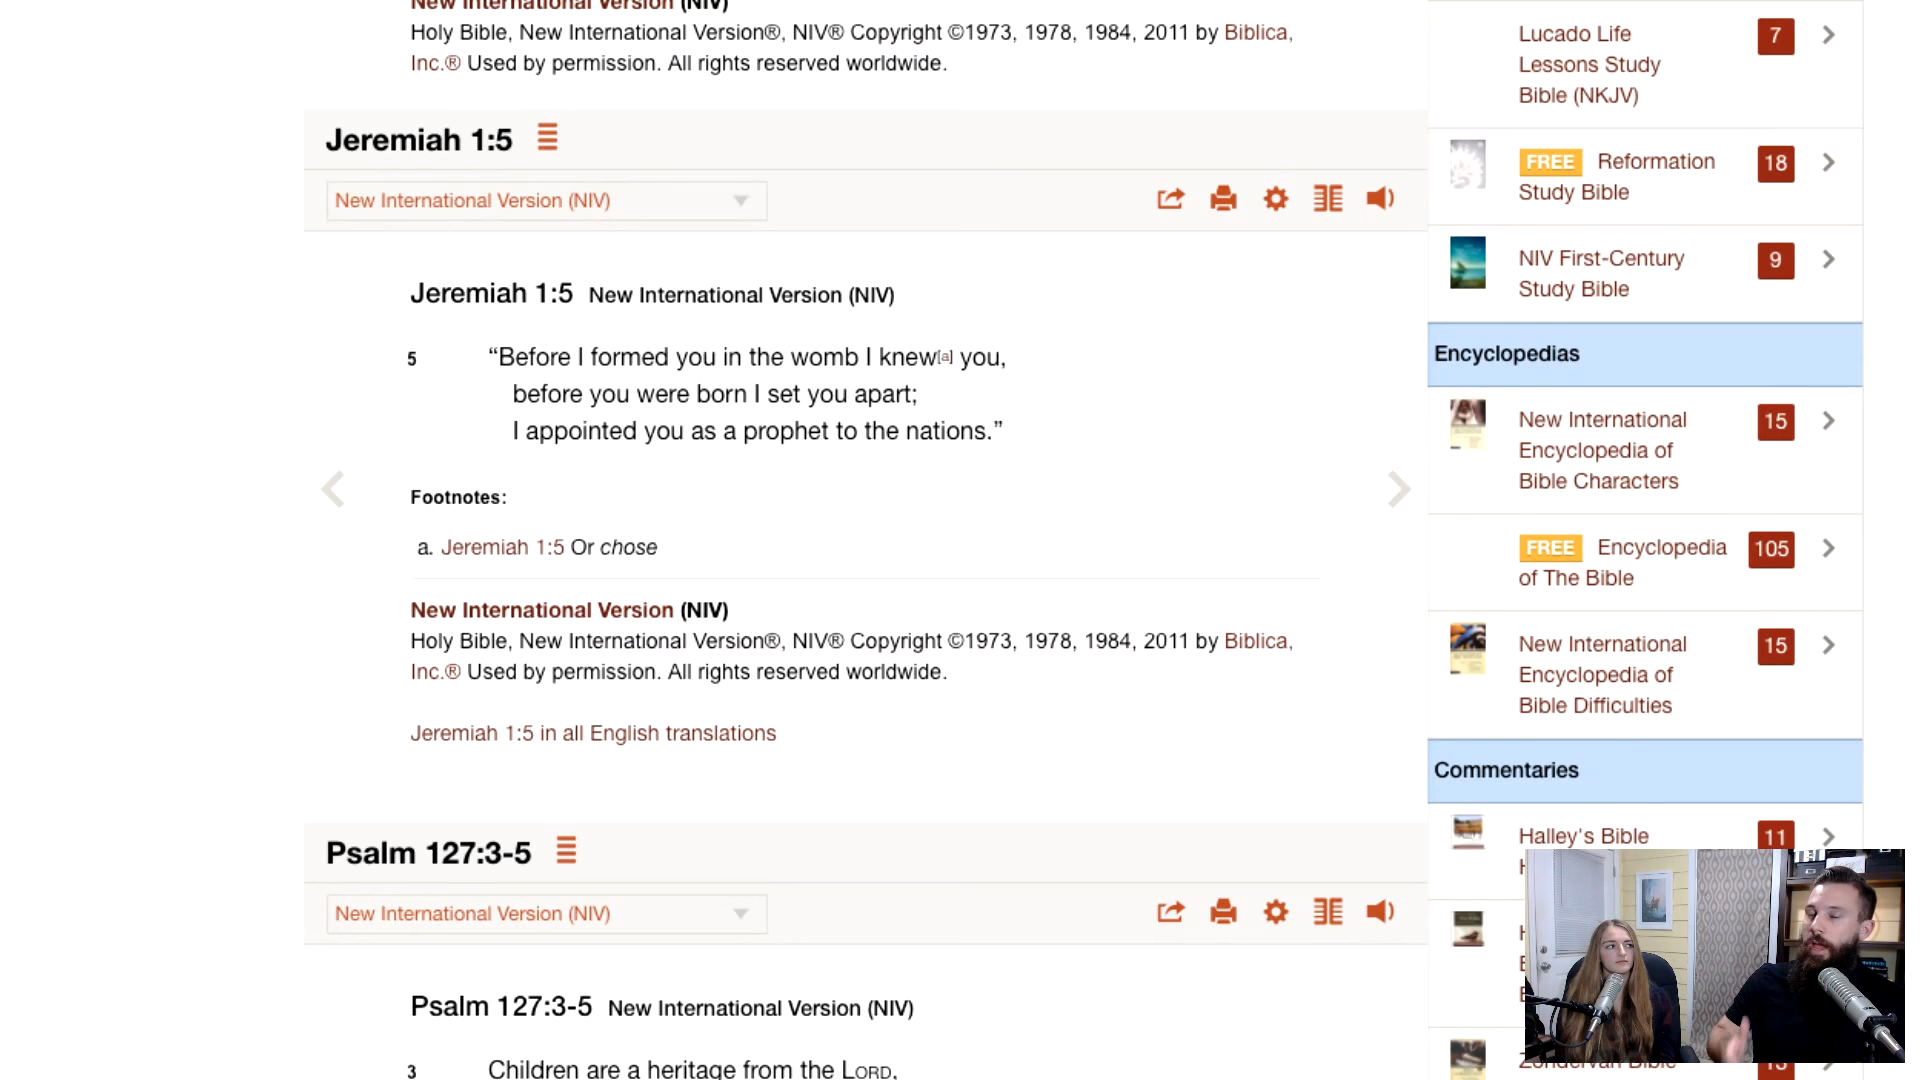 New International Version (NIV)
Holy Bible, New International Version®, NIV® Copyright ©1973, 1978, 1984, 2011 by Biblica,
Inc.® Used by permission. All rights reserved worldwide.
Jeremiah 1:5
New International Version (NIV)
Jeremiah 1:5 New International Version (NIV)
5 “Before I formed you in the womb I knew[a] you,
before you were born I set you apart;
I appointed you as a prophet to the nations.”
Footnotes:
a. Jeremiah 1:5 Or chose
New International Version (NIV)
Holy Bible, New International Version®, NIV® Copyright ©1973, 1978, 1984, 2011 by Biblica,
Inc.® Used by permission. All rights reserved worldwide.
Jeremiah 1:5 in all English translations
Psalm 127:3-5
New International Version (NIV)
Psalm 127:3-5 New International Version (NIV)
3 Children are a heritage from the LORD,
Lucado Life 7
Lessons Study
Bible (NKJV)
FREE Reformation 18
Study Bible
NIV First-Century 9
Study Bible
Encyclopedias
New International 15
Encyclopedia of
Bible Characters
FREE Encyclopedia 105
of The Bible
New International 15
Encyclopedia of
Bible Difficulties
Commentaries
Halley's Bible 11
Zondervan Bible